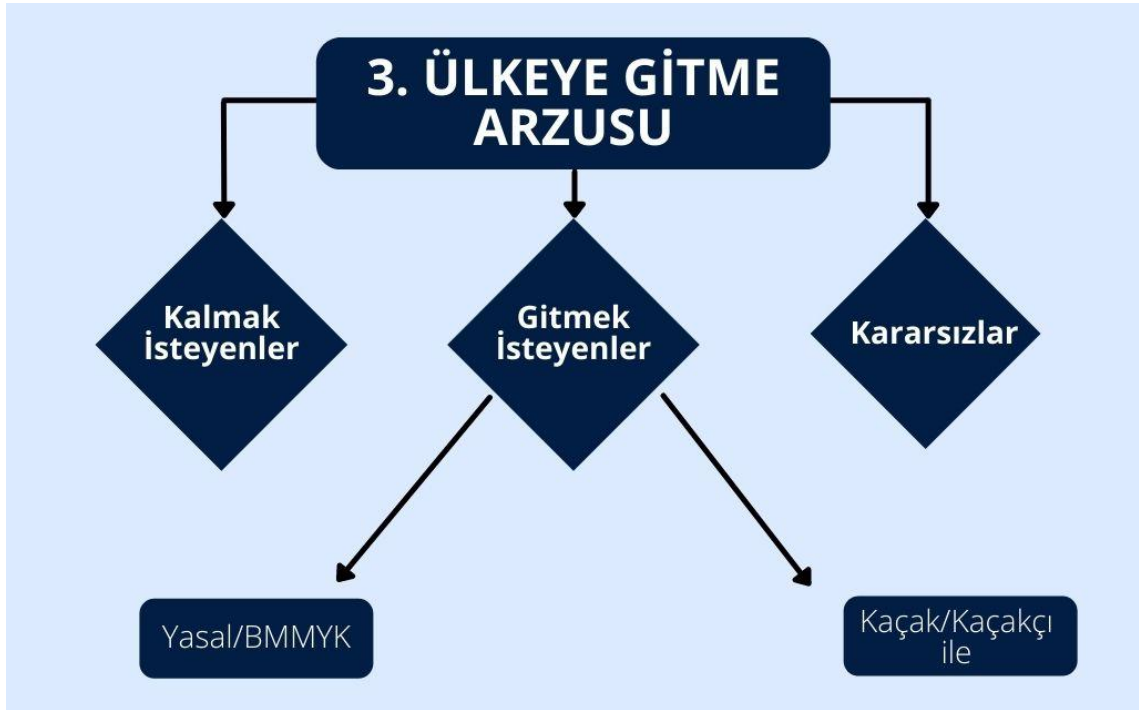 3. ÜLKEYE GİTME
ARZUSU
Kalmak
İsteyenler
Gitmek
İsteyenler
Kararsızlar
Yasal/BMMYK
Kaçak/Kaçakçı
ile